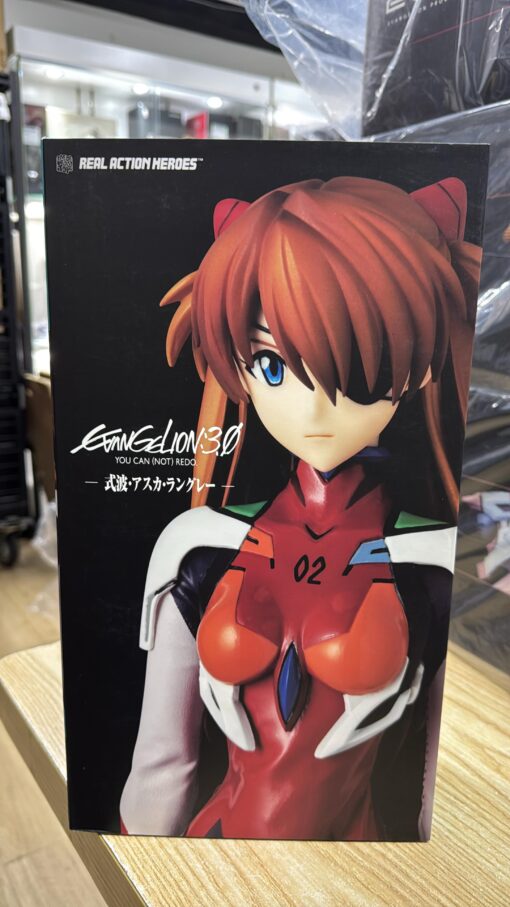 REAL ACTION HEROES™
EVANGELION:3.0
YOU CAN (NOT) REDO.
— 式波・アスカ・ラングレー —
02